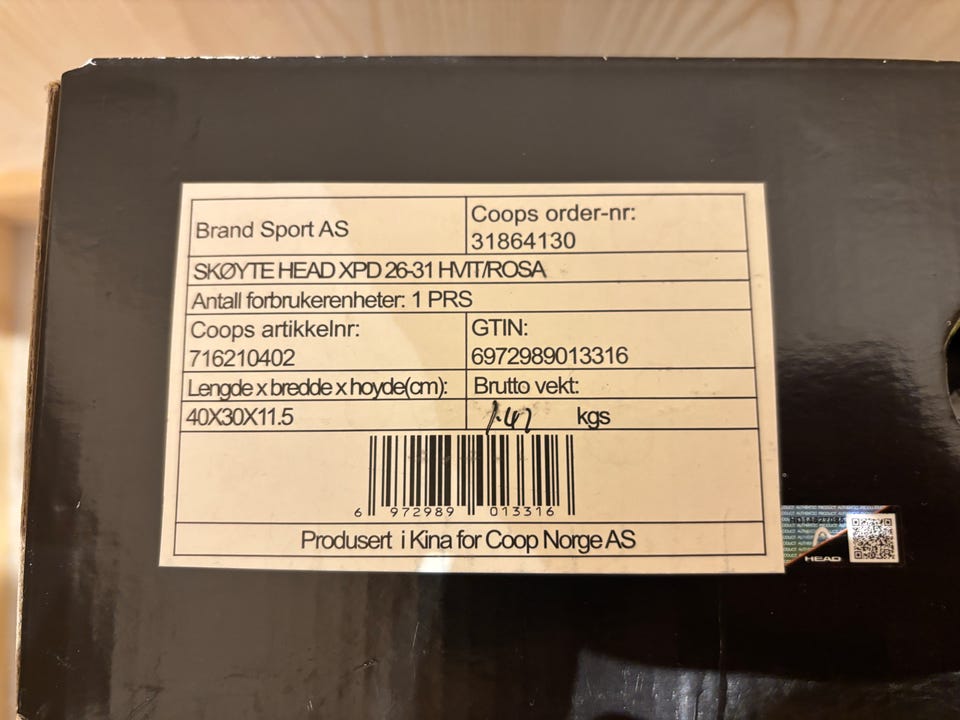 Brand Sport AS
Coops order-nr:
31864130
SKØYTE HEAD XPD 26-31 HVIT/ROSA
Antall forbrukerenheter: 1 PRS
Coops artikkelnr:
716210402
GTIN:
6972989013316
Lengde x bredde x hoyde(cm):
40X30X11.5
Brutto vekt:
1.47 kgs
6 972989 013316
Produsert i Kina for Coop Norge AS
HEAD